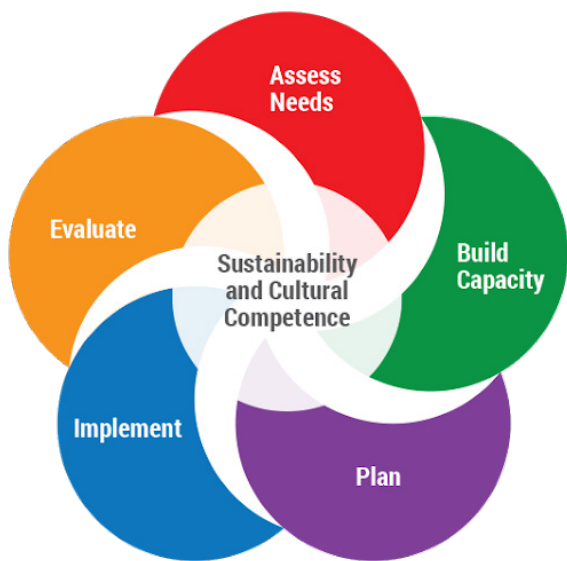 Assess
Needs
Build
Capacity
Plan
Implement
Evaluate
Sustainability
and Cultural
Competence